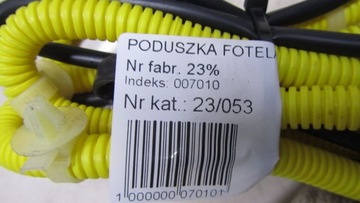 PODUSZKA FOTELA
Nr fabr. 23%
Indeks: 007010
Nr kat.: 23/053
1 000000 070101